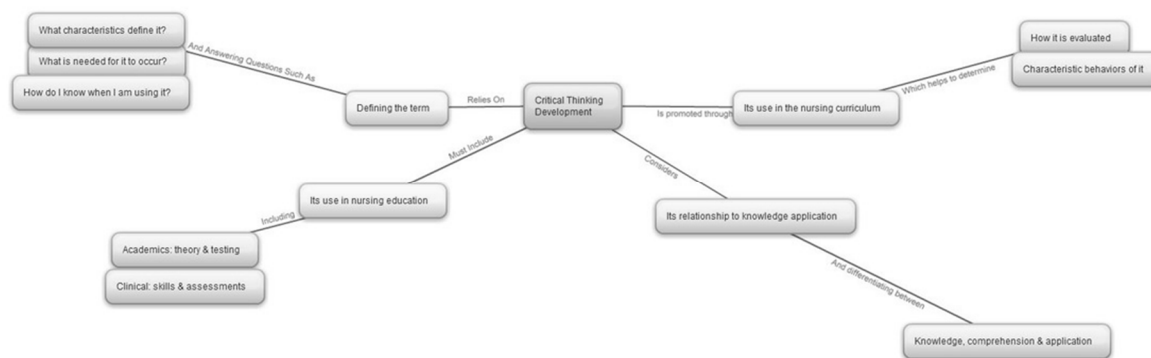 What characteristics define it?
What is needed for it to occur?
How do I know when I am using it?
And Answering Questions Such As
Defining the term
Relies On
Critical Thinking
Development
Is promoted through
Its use in the nursing curriculum
Which helps to determine
How it is evaluated
Characteristic behaviors of it
Must Include
Its use in nursing education
Including
Academics: theory & testing
Clinical: skills & assessments
Considers
Its relationship to knowledge application
And differentiating between
Knowledge, comprehension & application